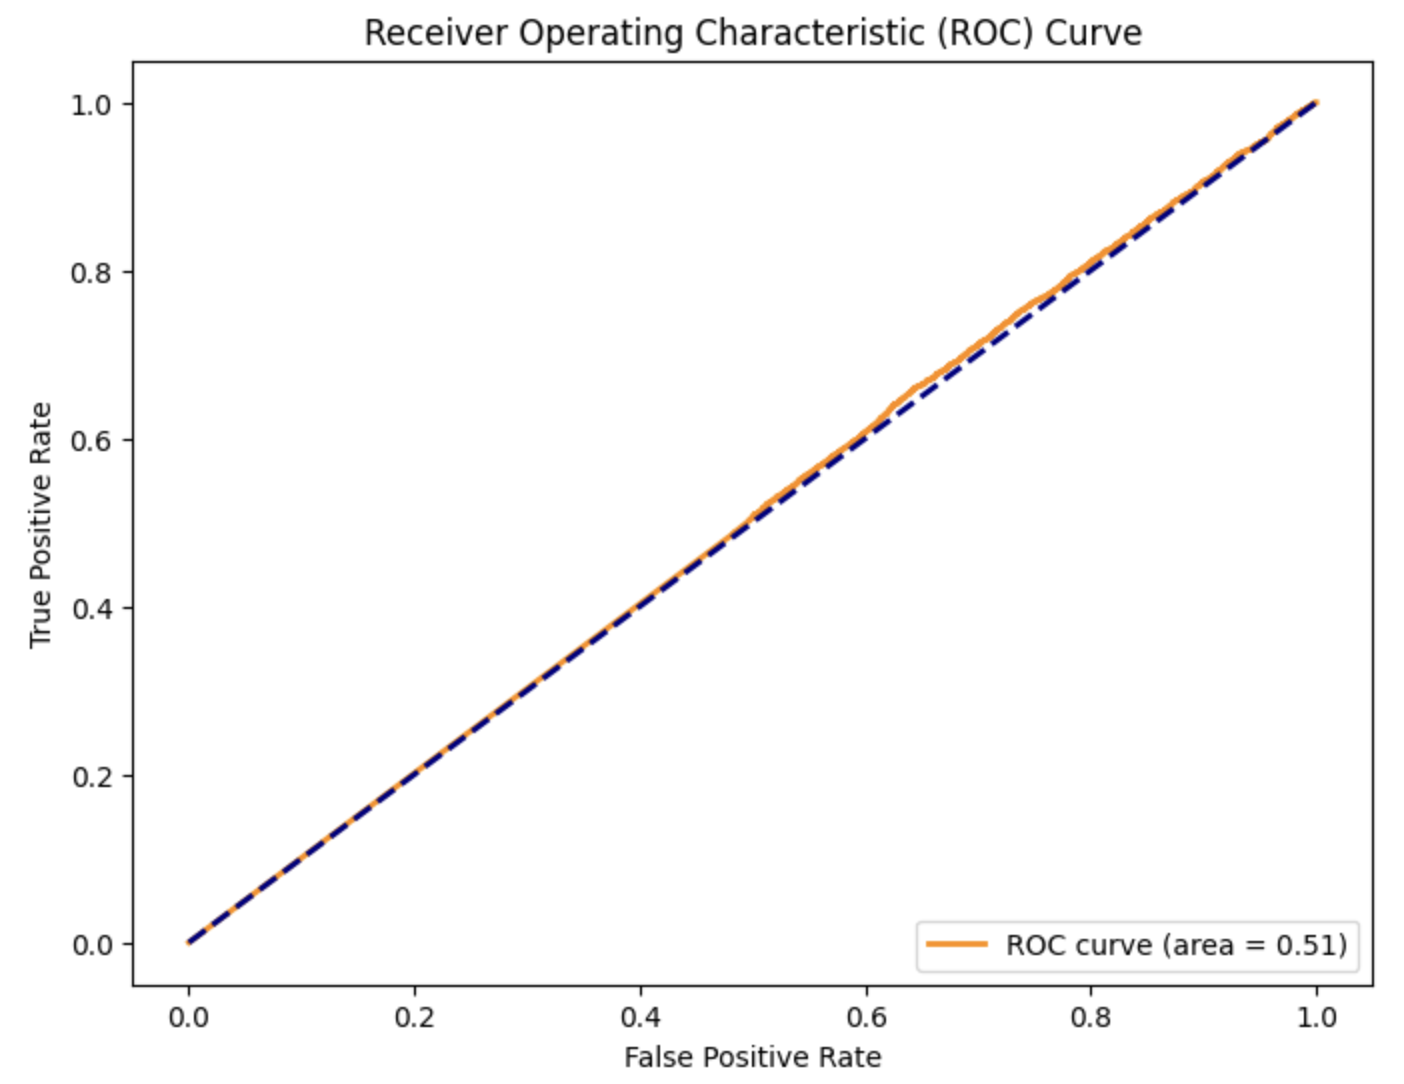 Receiver Operating Characteristic (ROC) Curve
1.0
0.8
0.6
0.4
0.2
0.0
True Positive Rate
ROC curve (area = 0.51)
0.0 0.2 0.4 0.6 0.8 1.0
False Positive Rate